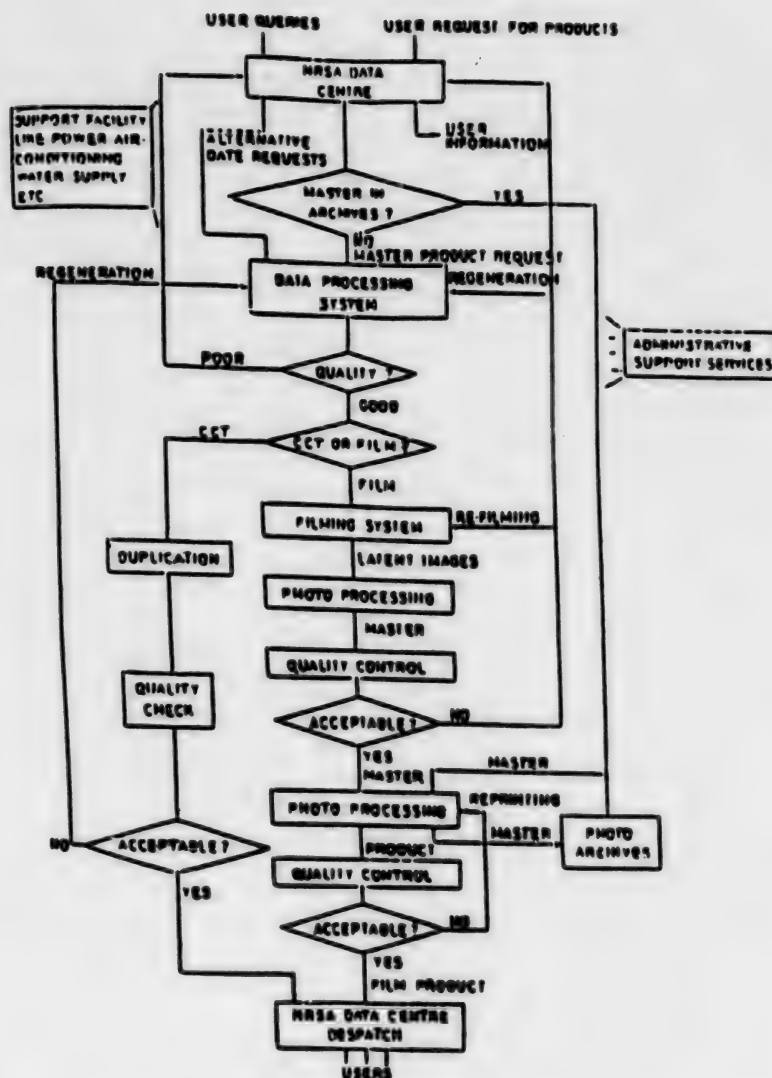 USER QUERIES
USER REQUEST FOR PRODUCTS
NRSA DATA
CENTRE
SUPPORT FACILITY
LIKE POWER AIR-
CONDITIONING
WATER SUPPLY
ETC
ALTERNATIVE
DATE REQUESTS
USER
INFORMATION
MASTER IN
ARCHIVES ?
YES
NO
MASTER PRODUCT REQUEST
REGENERATION
DATA PROCESSING
SYSTEM
REGENERATION
ADMINISTRATIVE
SUPPORT SERVICES
POOR
QUALITY ?
GOOD
CCT
CCT OR FILM ?
FILM
FILMING SYSTEM
RE-FILMING
DUPLICATION
LATENT IMAGES
PHOTO PROCESSING
MASTER
QUALITY CONTROL
QUALITY
CHECK
ACCEPTABLE ?
NO
YES
MASTER
MASTER
PHOTO PROCESSING
REPRINTING
NO
ACCEPTABLE ?
PRODUCT
MASTER
PHOTO
ARCHIVES
QUALITY CONTROL
YES
ACCEPTABLE ?
NO
YES
FILM PRODUCT
NRSA DATA CENTRE
DESPATCH
USERS